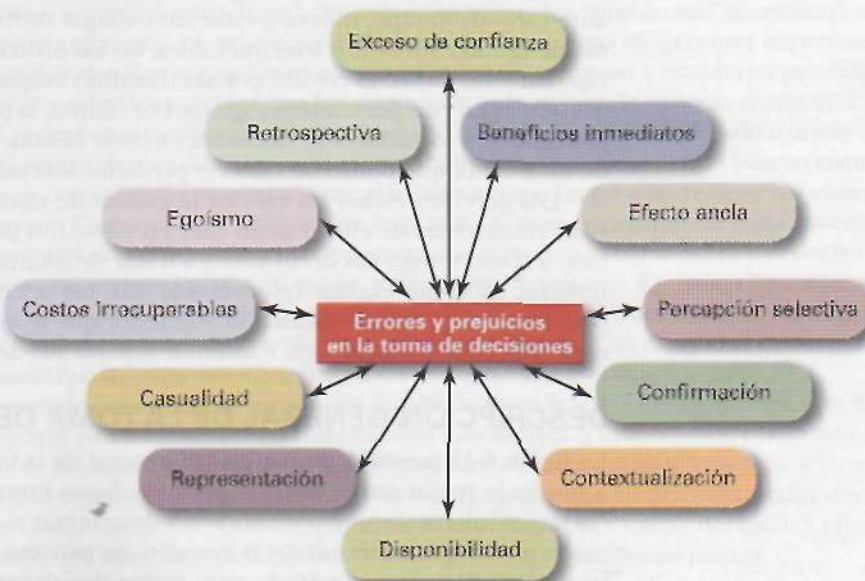 Exceso de confianza
Retrospectiva
Beneficios inmediatos
Egoísmo
Efecto ancla
Costos irrecuperables
Errores y prejuicios
en la toma de decisiones
Percepción selectiva
Casualidad
Confirmación
Representación
Contextualización
Disponibilidad